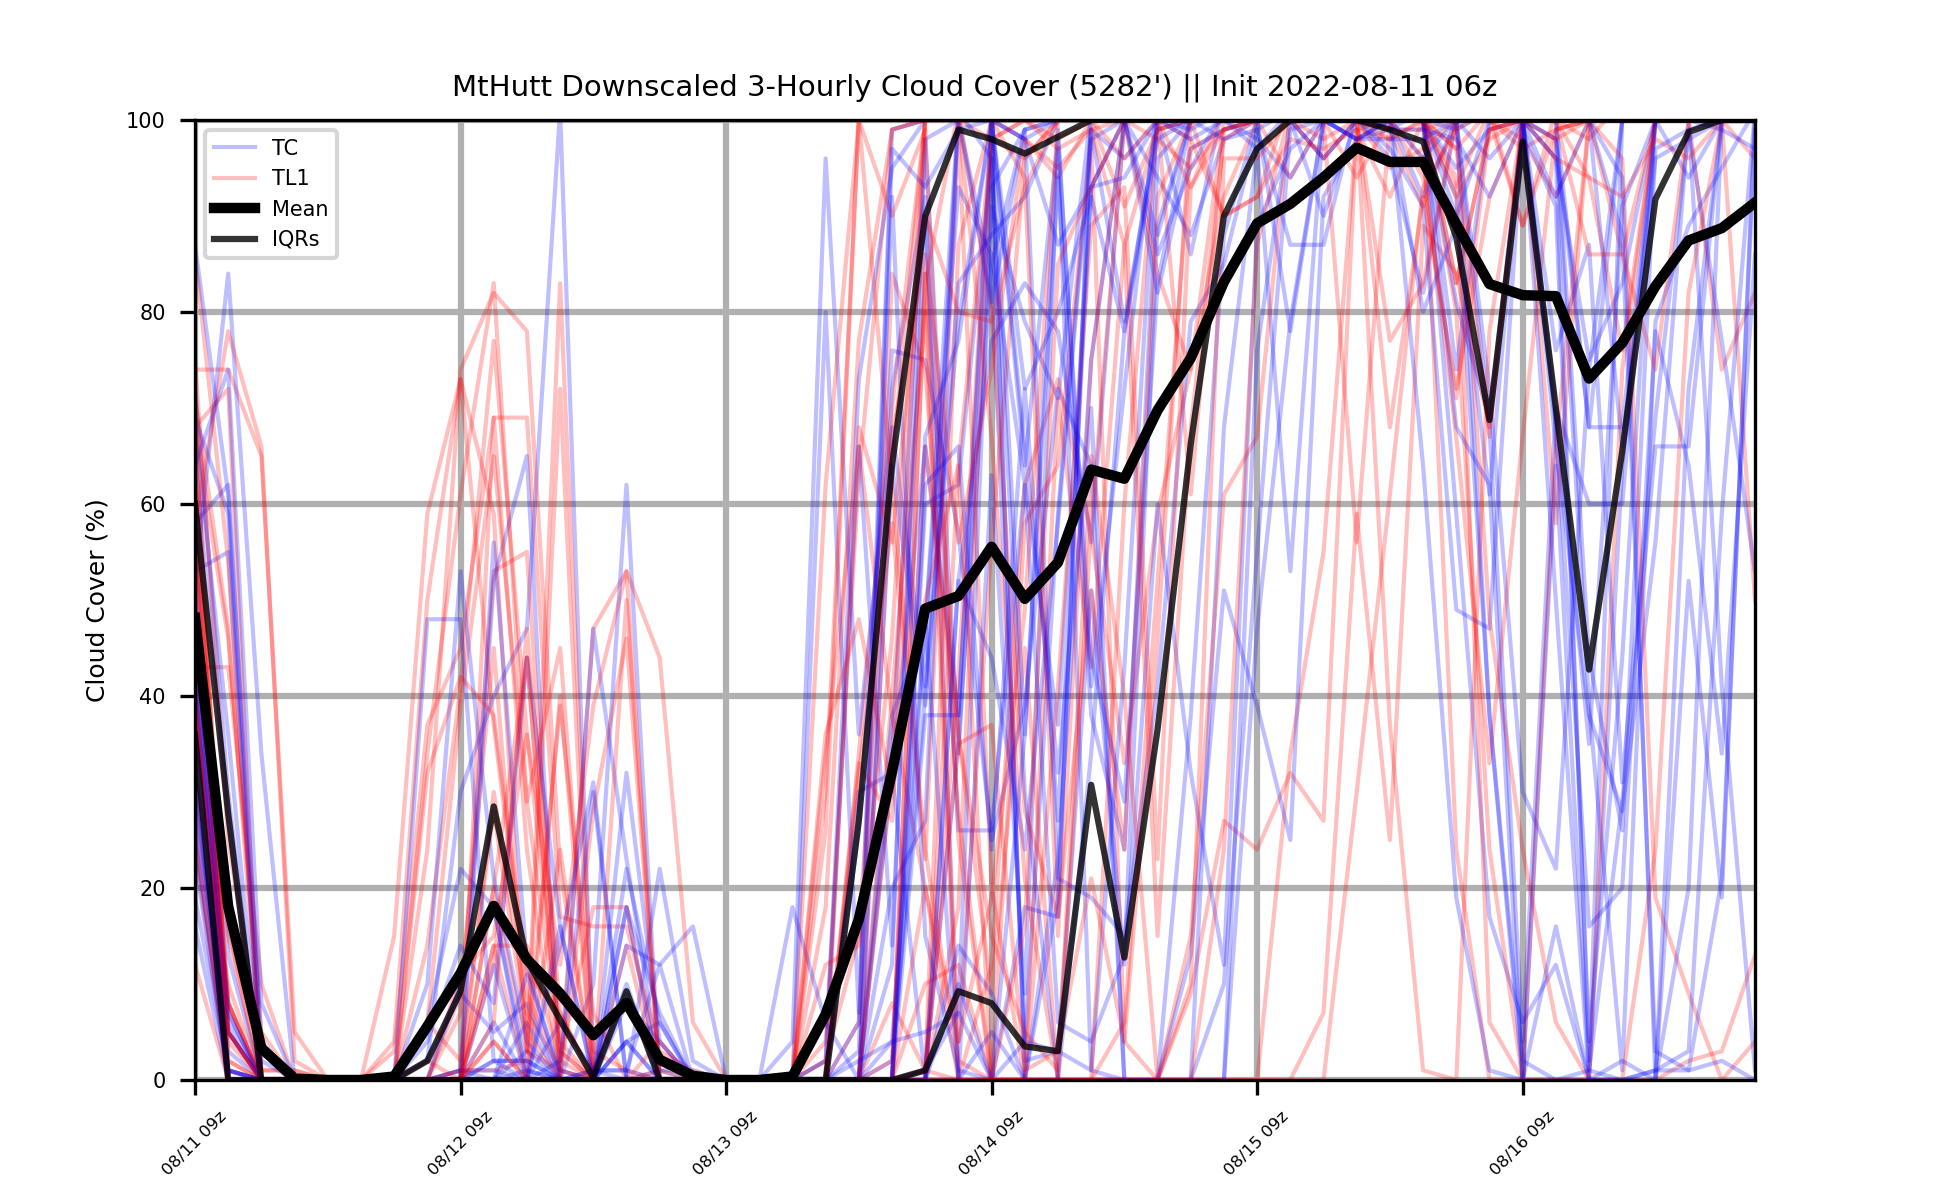 MtHutt Downscaled 3-Hourly Cloud Cover (5282') || Init 2022-08-11 06z
TC
TL1
Mean
IQRs
Cloud Cover (%)
100
80
60
40
20
0
08/11 09z
08/12 09z
08/13 09z
08/14 09z
08/15 09z
08/16 09z